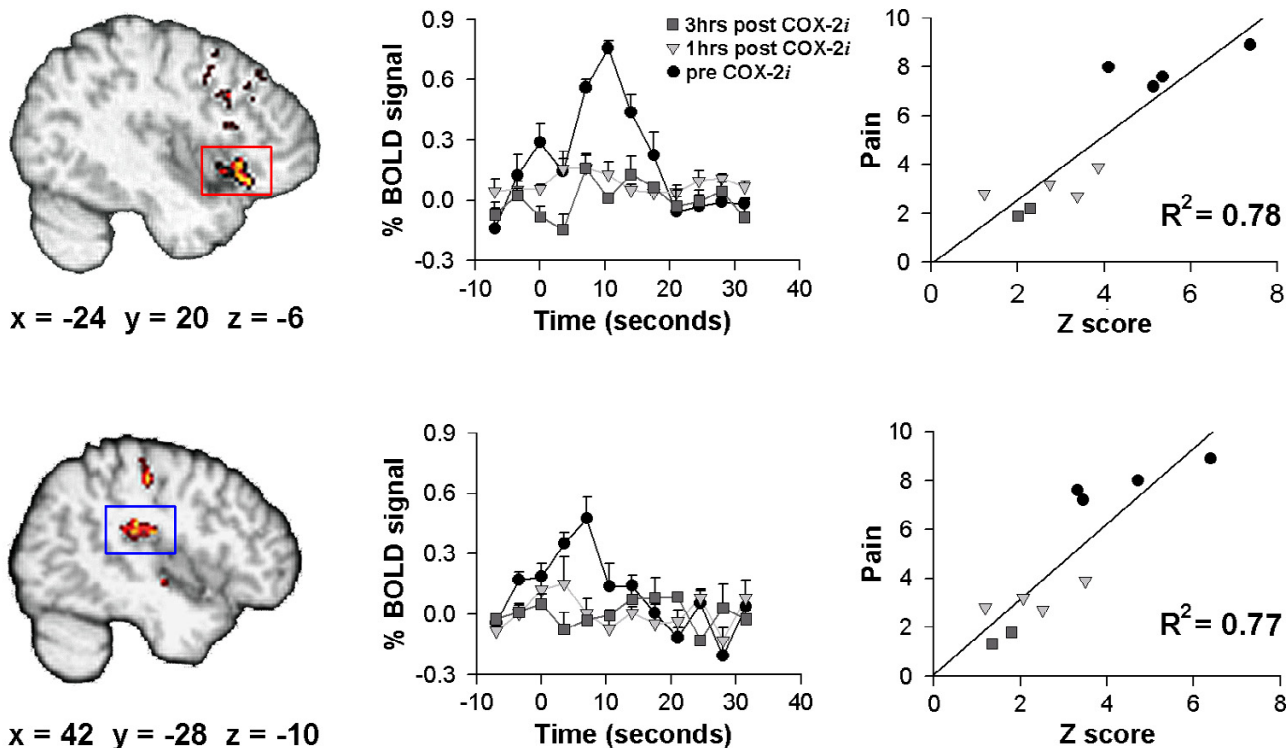 0.9
0.6
0.3
0.0
-0.3
% BOLD signal
3hrs post COX-2i
1hrs post COX-2i
pre COX-2i
-10 0 10 20 30 40
Time (seconds)
10
8
6
4
2
0
Pain
R² = 0.78
0 2 4 6 8
Z score
x = -24 y = 20 z = -6
0.9
0.6
0.3
0.0
-0.3
% BOLD signal
-10 0 10 20 30 40
Time (seconds)
10
8
6
4
2
0
Pain
R² = 0.77
0 2 4 6 8
Z score
x = 42 y = -28 z = -10